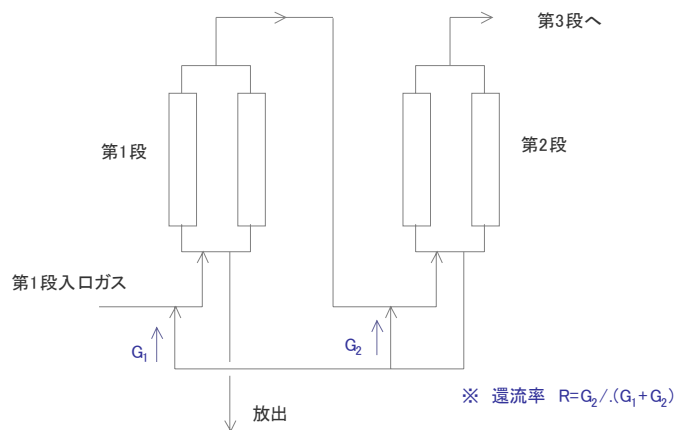 第3段へ
第1段
第2段
第1段入口ガス
G₁
G₂
放出
※ 還流率 R=G₂/.(G₁+G₂)